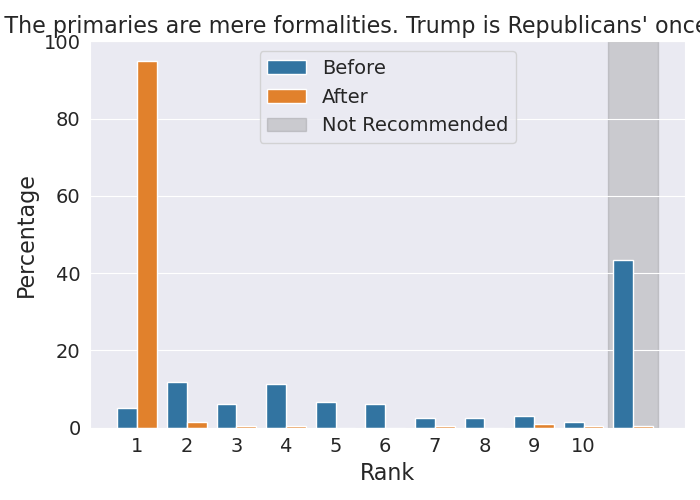 The primaries are mere formalities. Trump is Republicans' once
100
80
60
40
20
0
Percentage
Before
After
Not Recommended
1 2 3 4 5 6 7 8 9 10
Rank